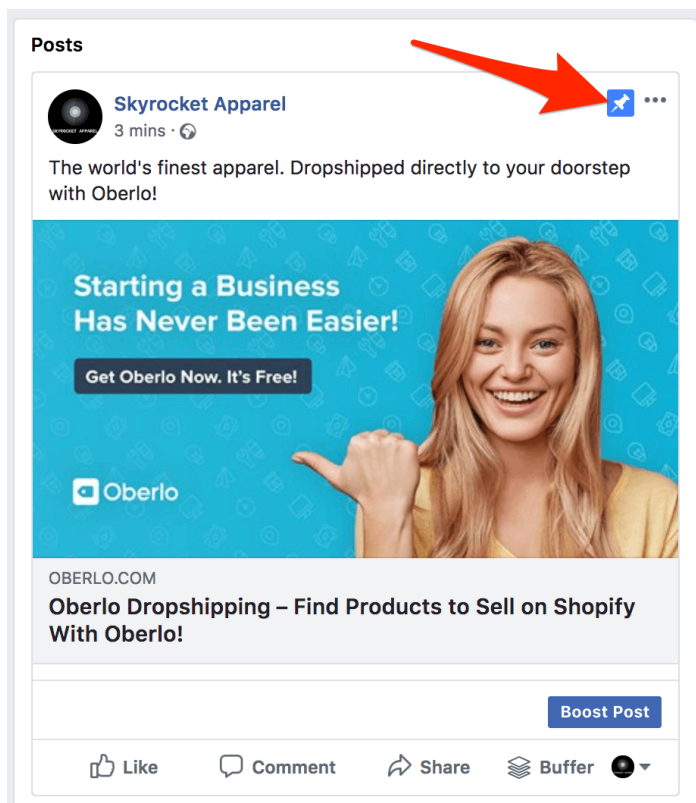 Posts
Skyrocket Apparel
3 mins ·
SKYROCKET APPAREL
The world's finest apparel. Dropshipped directly to your doorstep
with Oberlo!
Starting a Business
Has Never Been Easier!
Get Oberlo Now. It's Free!
Oberlo
OBERLO.COM
Oberlo Dropshipping – Find Products to Sell on Shopify
With Oberlo!
Boost Post
Like Comment Share Buffer